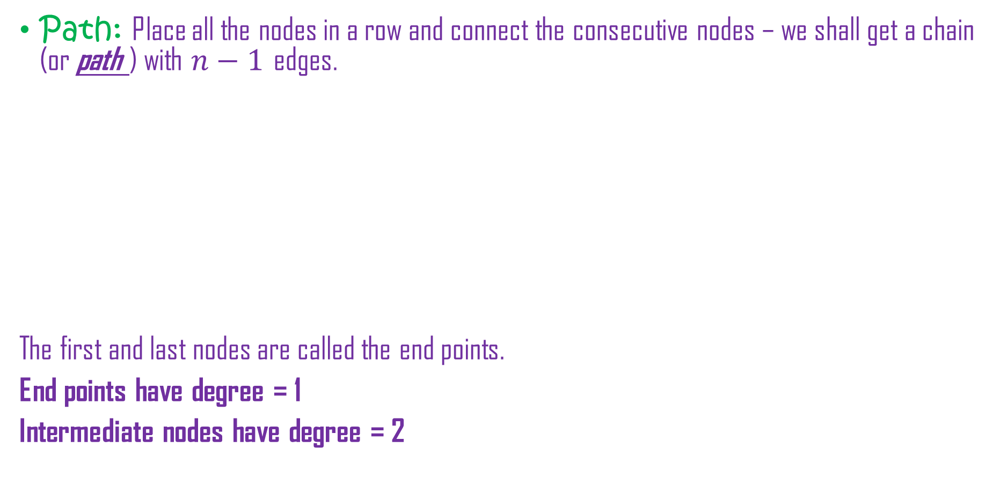 • Path: Place all the nodes in a row and connect the consecutive nodes – we shall get a chain
(or path ) with n − 1 edges.
The first and last nodes are called the end points.
End points have degree = 1
Intermediate nodes have degree = 2